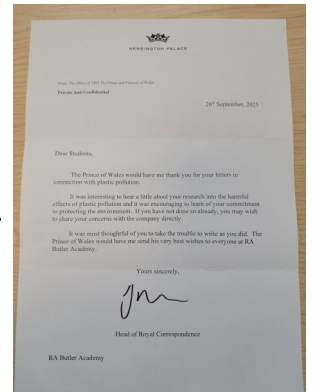 KENSINGTON PALACE
From: The Office of HRH The Prince and Princess of Wales
Private and Confidential
26th September, 2025
Dear Students,
The Prince of Wales would have me thank you for your letters in
connection with plastic pollution.
It was interesting to hear a little about your research into the harmful
effects of plastic pollution and it was encouraging to learn of your commitment
to protecting the environment. If you have not done so already, you may wish
to share your concerns with the company directly.
It was most thoughtful of you to take the trouble to write as you did. The
Prince of Wales would have me send his very best wishes to everyone at RA
Butler Academy.
Yours sincerely,
Head of Royal Correspondence
RA Butler Academy